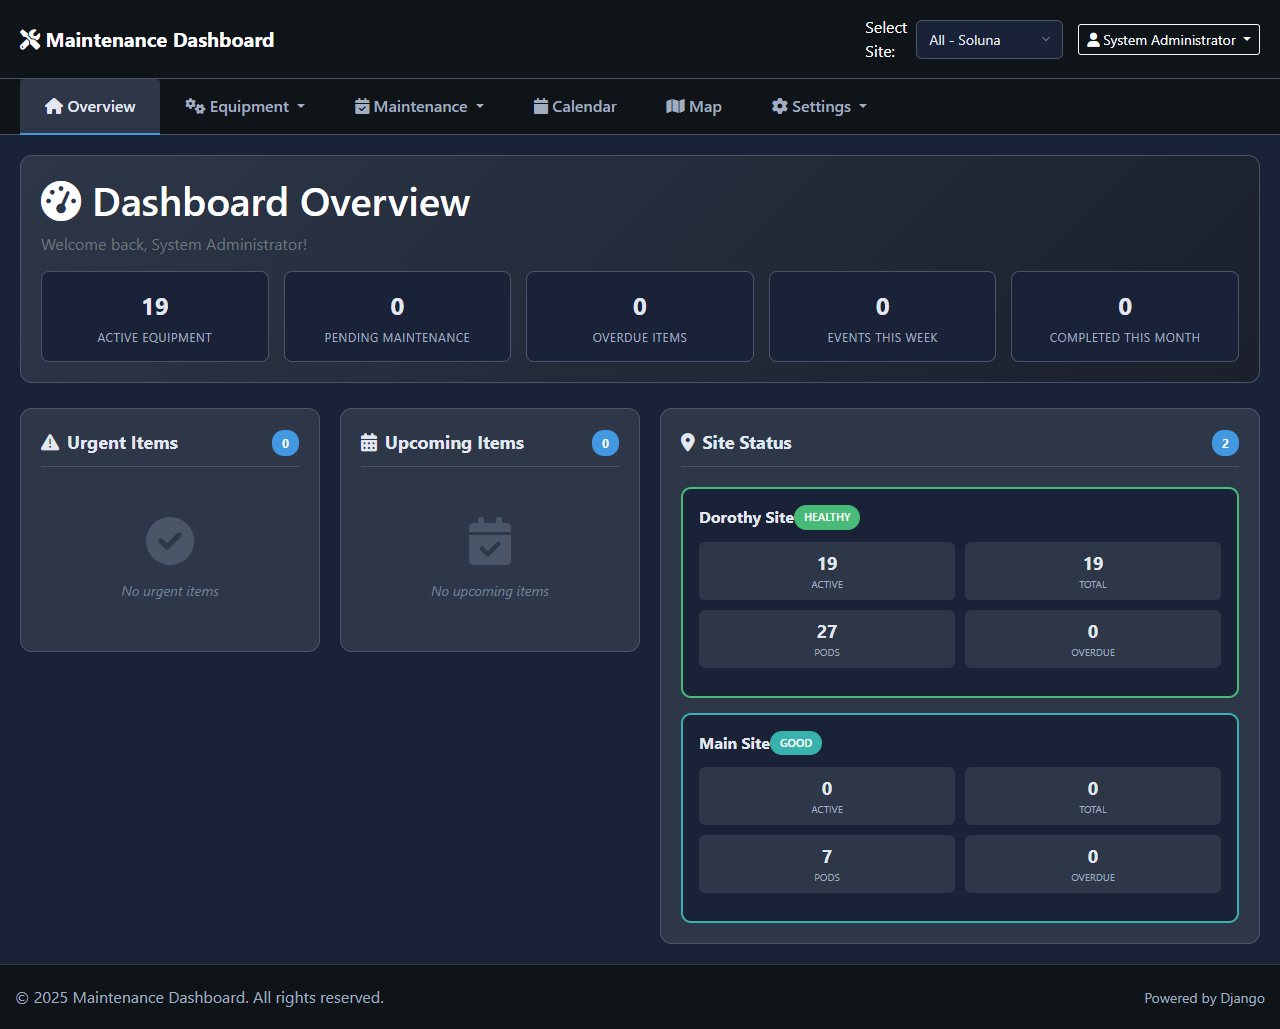 Maintenance Dashboard
Select Site:
All - Soluna
System Administrator
Overview
Equipment
Maintenance
Calendar
Map
Settings
Dashboard Overview
Welcome back, System Administrator!
19
ACTIVE EQUIPMENT
0
PENDING MAINTENANCE
0
OVERDUE ITEMS
0
EVENTS THIS WEEK
0
COMPLETED THIS MONTH
Urgent Items
0
No urgent items
Upcoming Items
0
No upcoming items
Site Status
2
Dorothy Site
HEALTHY
19
ACTIVE
19
TOTAL
27
PODS
0
OVERDUE
Main Site
GOOD
0
ACTIVE
0
TOTAL
7
PODS
0
OVERDUE
© 2025 Maintenance Dashboard. All rights reserved.
Powered by Django